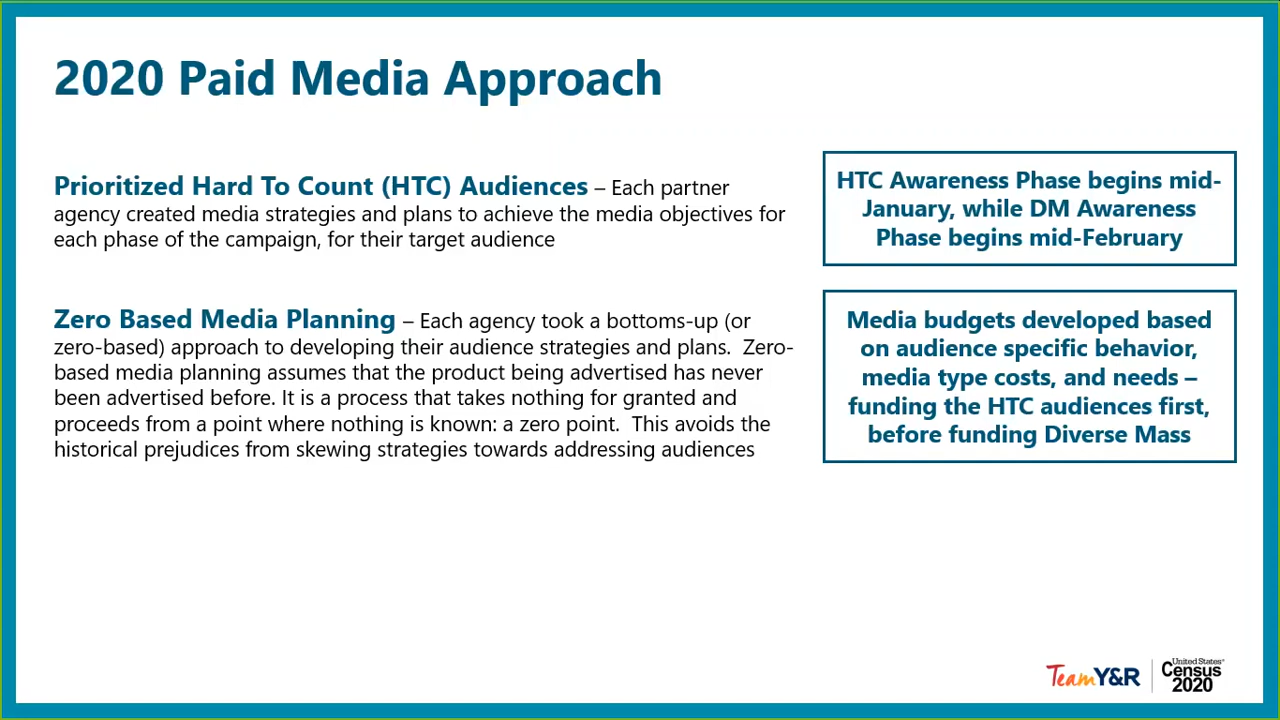 2020 Paid Media Approach
Prioritized Hard To Count (HTC) Audiences – Each partner
agency created media strategies and plans to achieve the media objectives for
each phase of the campaign, for their target audience
HTC Awareness Phase begins mid-
January, while DM Awareness
Phase begins mid-February
Zero Based Media Planning – Each agency took a bottoms-up (or
zero-based) approach to developing their audience strategies and plans.  Zero-
based media planning assumes that the product being advertised has never
been advertised before. It is a process that takes nothing for granted and
proceeds from a point where nothing is known: a zero point.  This avoids the
historical prejudices from skewing strategies towards addressing audiences
Media budgets developed based
on audience specific behavior,
media type costs, and needs –
funding the HTC audiences first,
before funding Diverse Mass
TeamY&R
United States®
Census
2020